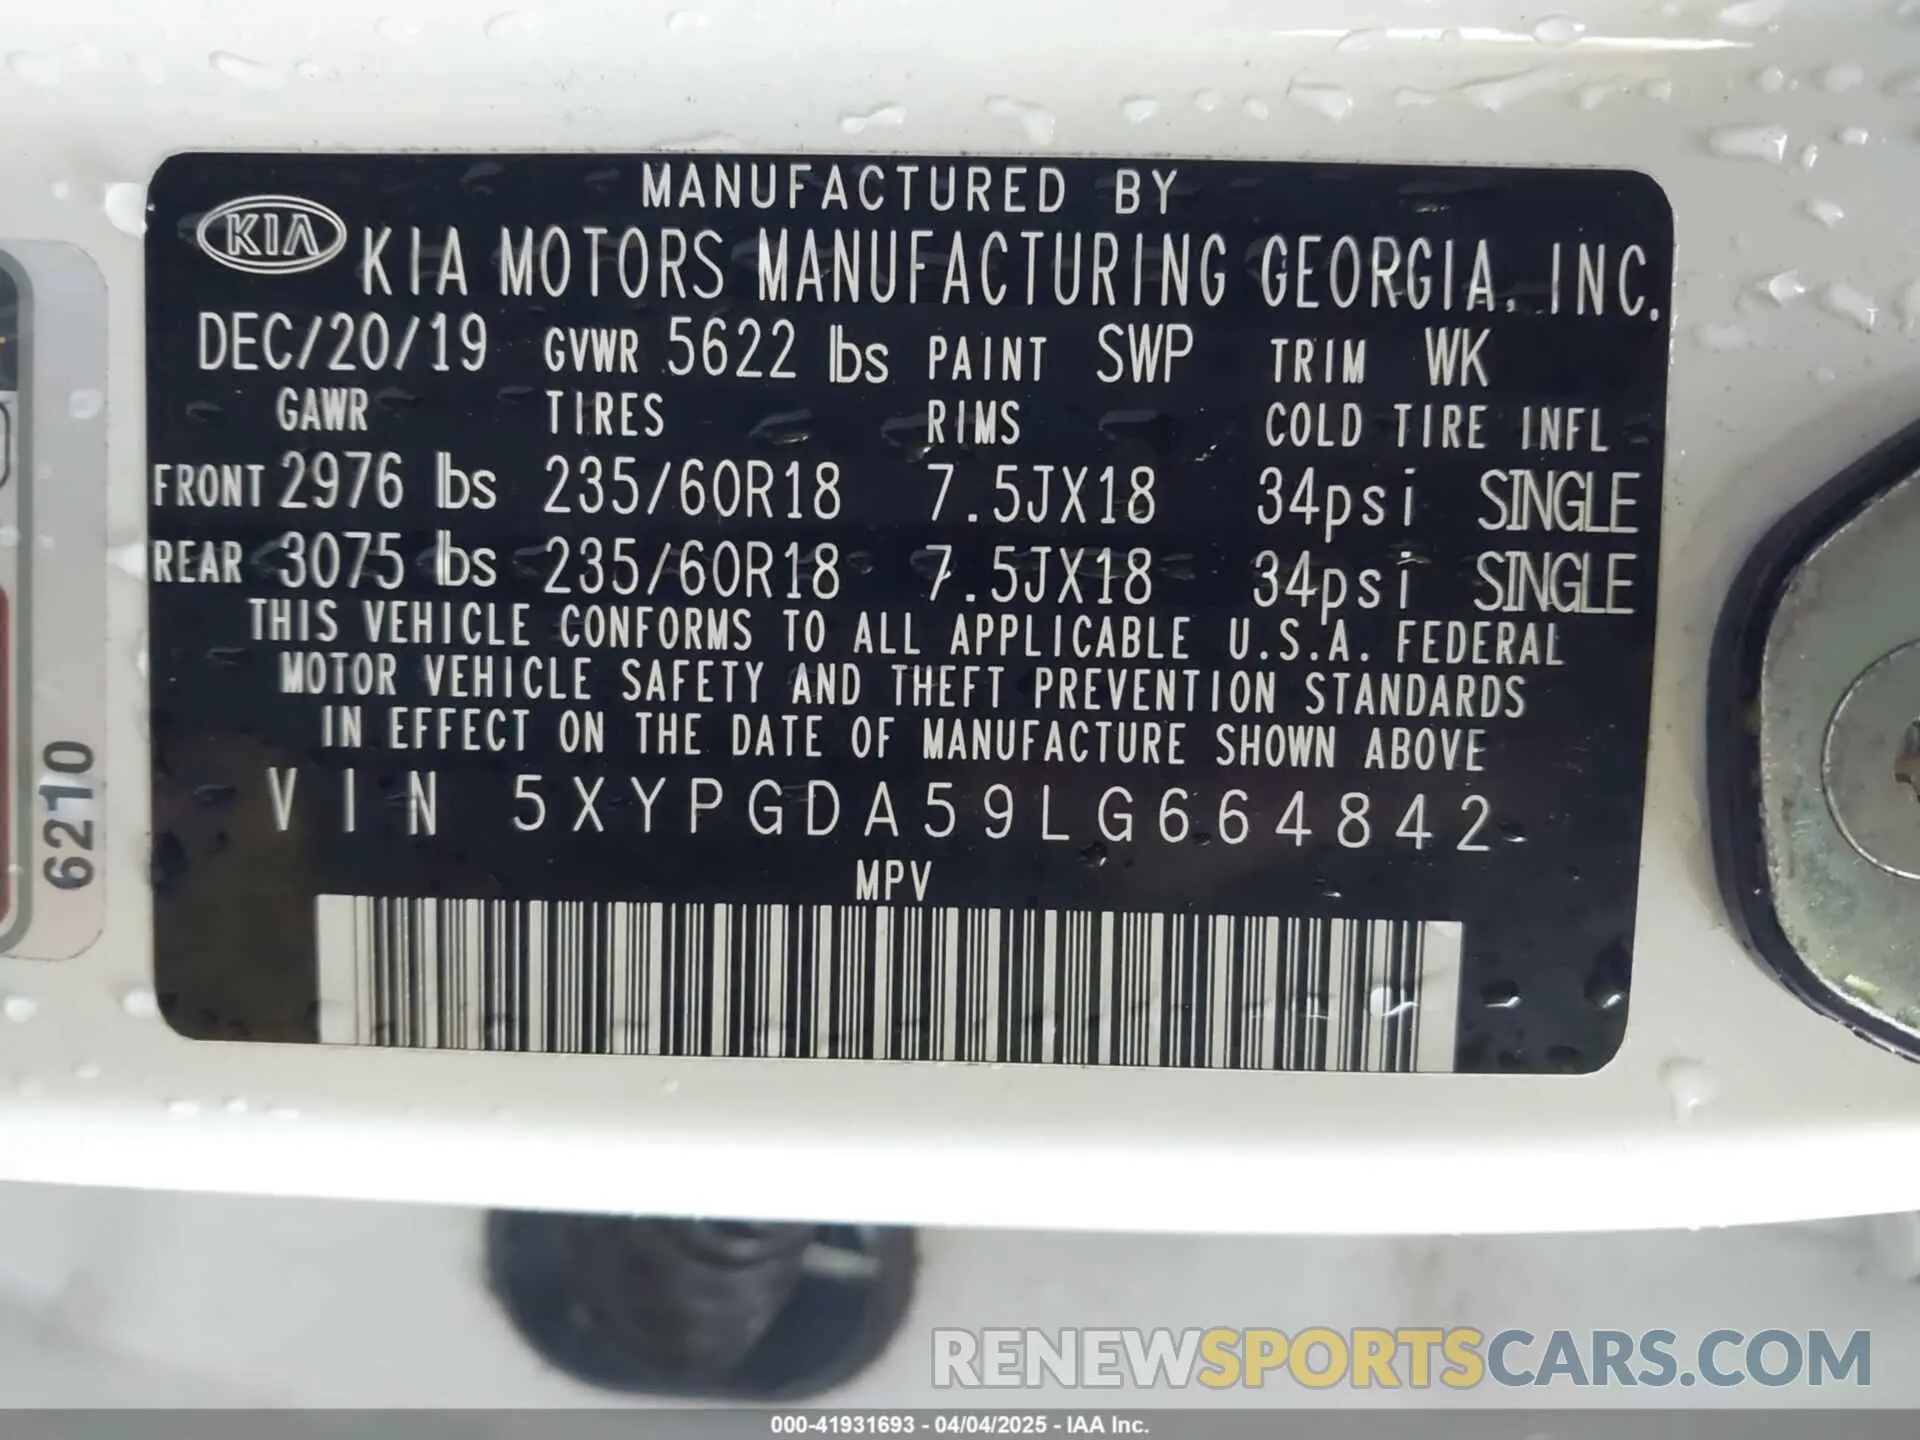 MANUFACTURED BY
KIA KIA MOTORS MANUFACTURING GEORGIA, INC.
DEC/20/19 GVWR 5622 lbs PAINT SWP TRIM WK
GAWR TIRES RIMS COLD TIRE INFL
FRONT 2976 lbs 235/60R18 7.5JX18 34psi SINGLE
REAR 3075 lbs 235/60R18 7.5JX18 34psi SINGLE
THIS VEHICLE CONFORMS TO ALL APPLICABLE U.S.A. FEDERAL
MOTOR VEHICLE SAFETY AND THEFT PREVENTION STANDARDS
IN EFFECT ON THE DATE OF MANUFACTURE SHOWN ABOVE
VIN 5XYPGDA59LG664842
MPV
6210
RENEWSPORTSCARS.COM
000-41931693 - 04/04/2025 - IAA Inc.